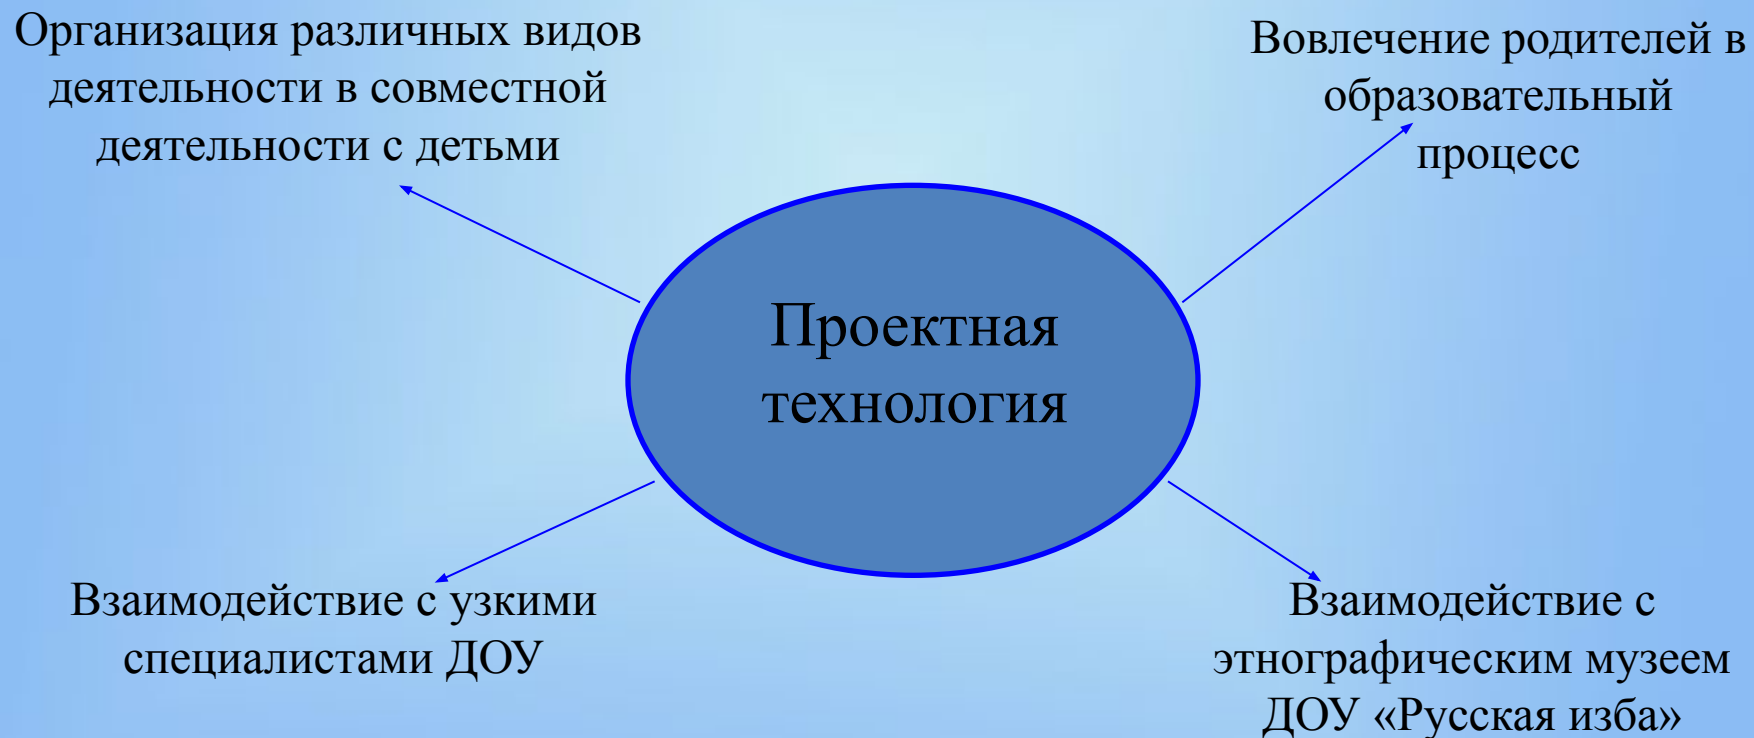 Организация различных видов
деятельности в совместной
деятельности с детьми
Вовлечение родителей в
образовательный
процесс
Проектная
технология
Взаимодействие с узкими
специалистами ДОУ
Взаимодействие с
этнографическим музеем
ДОУ «Русская изба»